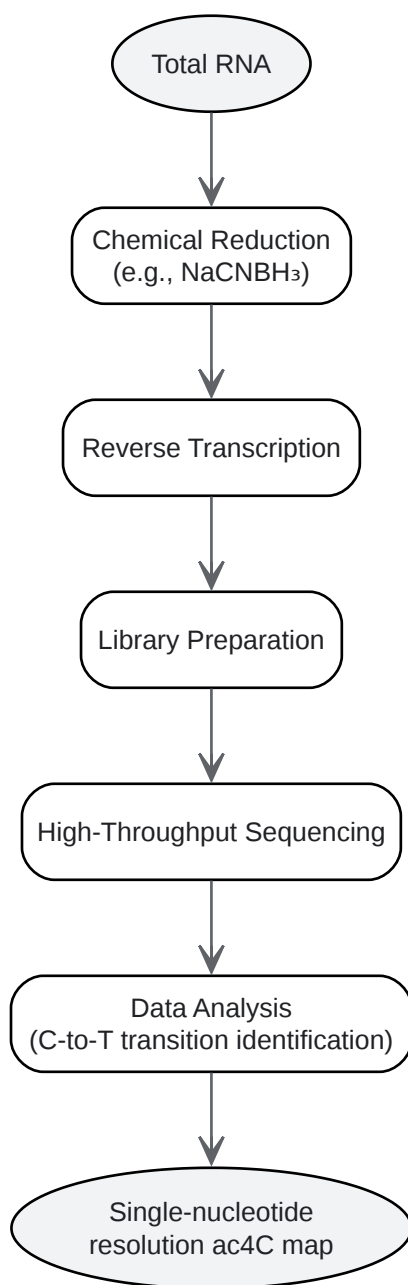 Total RNA
Chemical Reduction
(e.g., NaCNBH₃)
Reverse Transcription
Library Preparation
High-Throughput Sequencing
Data Analysis
(C-to-T transition identification)
Single-nucleotide
resolution ac4C map